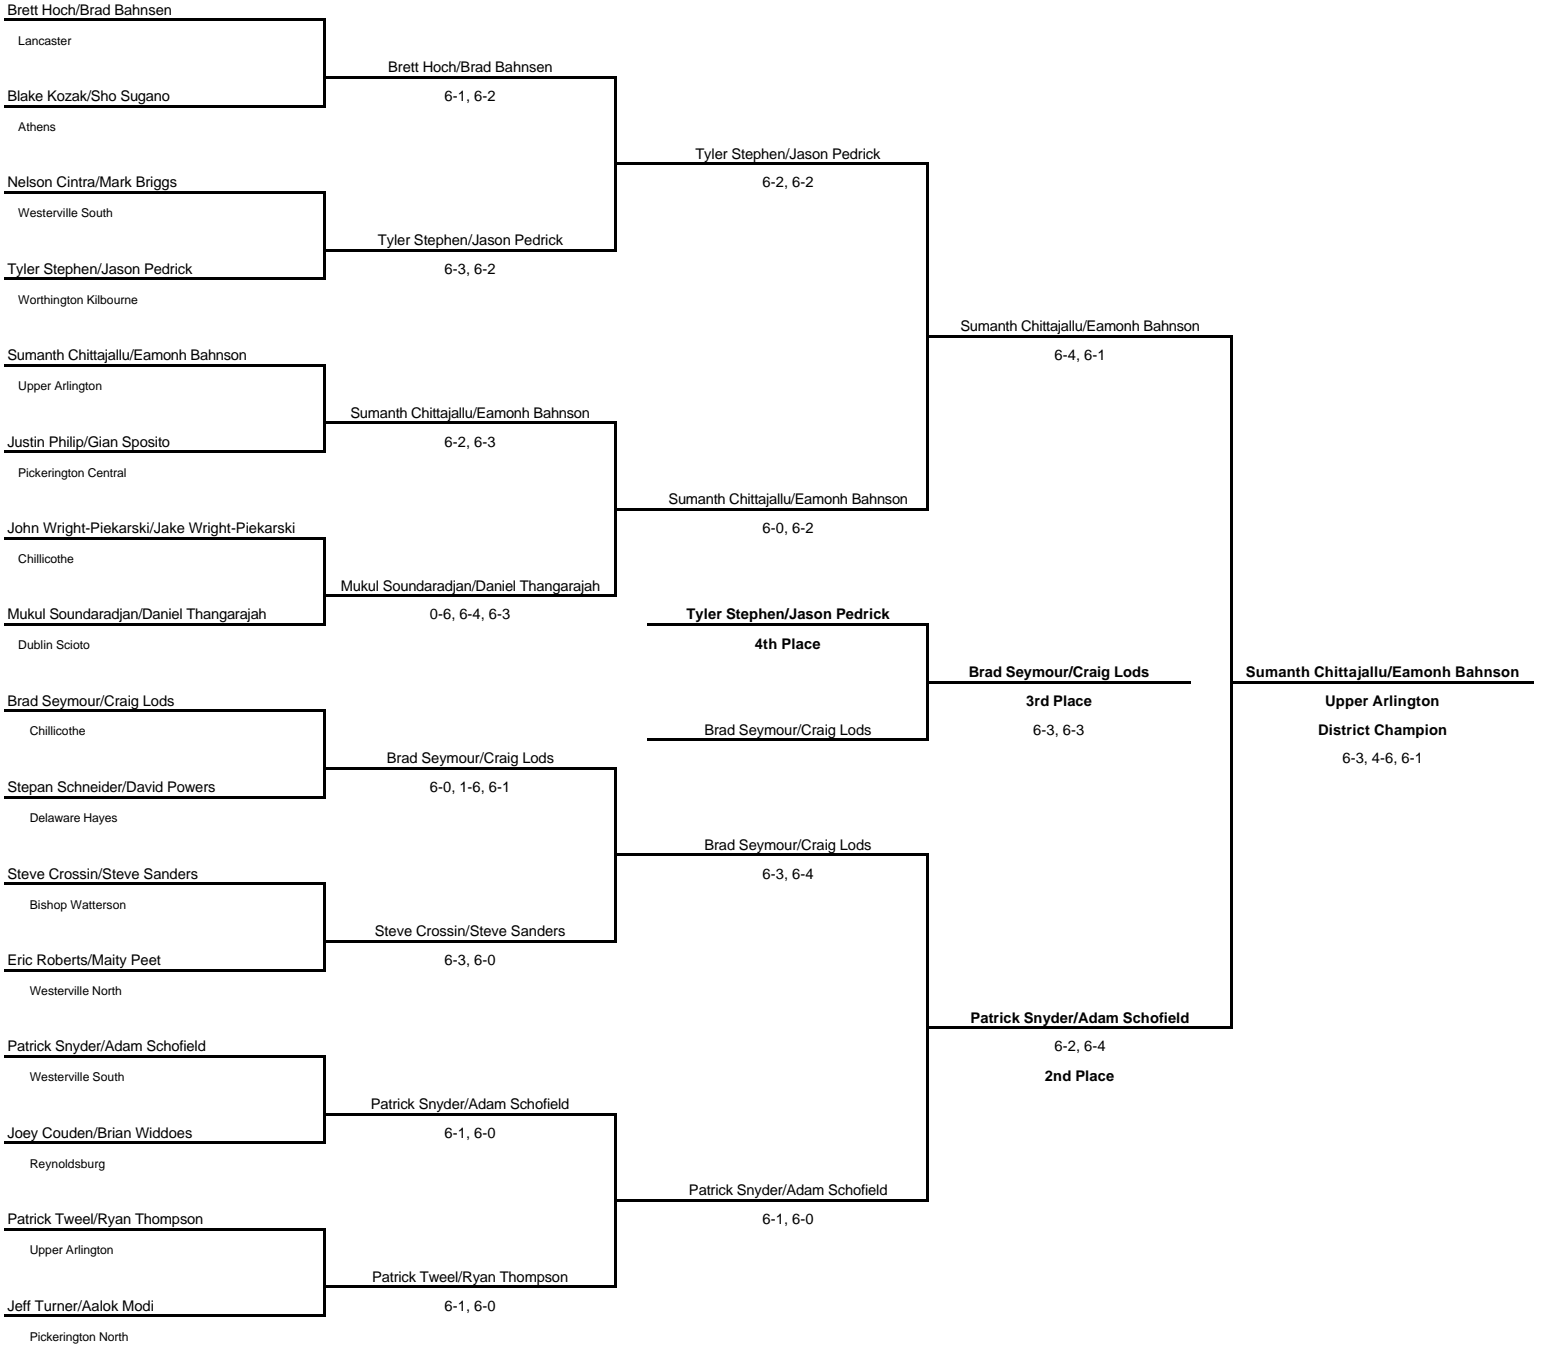 Brett Hoch/Brad Bahnsen
Lancaster
Brett Hoch/Brad Bahnsen
Blake Kozak/Sho Sugano
6-1, 6-2
Athens
Tyler Stephen/Jason Pedrick
Nelson Cintra/Mark Briggs
6-2, 6-2
Westerville South
Tyler Stephen/Jason Pedrick
Tyler Stephen/Jason Pedrick
6-3, 6-2
Worthington Kilbourne
Sumanth Chittajallu/Eamonh Bahnson
Sumanth Chittajallu/Eamonh Bahnson
6-4, 6-1
Upper Arlington
Sumanth Chittajallu/Eamonh Bahnson
Justin Philip/Gian Sposito
6-2, 6-3
Pickerington Central
Sumanth Chittajallu/Eamonh Bahnson
John Wright-Piekarski/Jake Wright-Piekarski
6-0, 6-2
Chillicothe
Mukul Soundaradjan/Daniel Thangarajah
Mukul Soundaradjan/Daniel Thangarajah
0-6, 6-4, 6-3
Tyler Stephen/Jason Pedrick
Dublin Scioto
4th Place
Brad Seymour/Craig Lods
Sumanth Chittajallu/Eamonh Bahnson
Brad Seymour/Craig Lods
3rd Place
Upper Arlington
Chillicothe
Brad Seymour/Craig Lods
6-3, 6-3
District Champion
Brad Seymour/Craig Lods
6-3, 4-6, 6-1
Stepan Schneider/David Powers
6-0, 1-6, 6-1
Delaware Hayes
Brad Seymour/Craig Lods
Steve Crossin/Steve Sanders
6-3, 6-4
Bishop Watterson
Steve Crossin/Steve Sanders
Eric Roberts/Maity Peet
6-3, 6-0
Westerville North
Patrick Snyder/Adam Schofield
Patrick Snyder/Adam Schofield
6-2, 6-4
Westerville South
2nd Place
Patrick Snyder/Adam Schofield
Joey Couden/Brian Widdoes
6-1, 6-0
Reynoldsburg
Patrick Snyder/Adam Schofield
Patrick Tweel/Ryan Thompson
6-1, 6-0
Upper Arlington
Patrick Tweel/Ryan Thompson
Jeff Turner/Aalok Modi
6-1, 6-0
Pickerington North